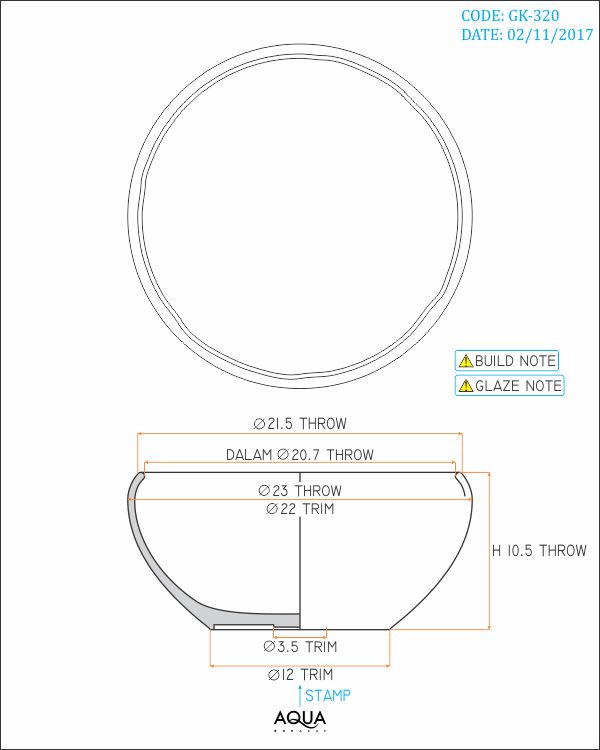 CODE: GK-320
DATE: 02/11/2017
BUILD NOTE
GLAZE NOTE
∅21.5 THROW
DALAM ∅20.7 THROW
∅23 THROW
∅22 TRIM
H 10.5 THROW
∅3.5 TRIM
∅12 TRIM
STAMP
AQUA